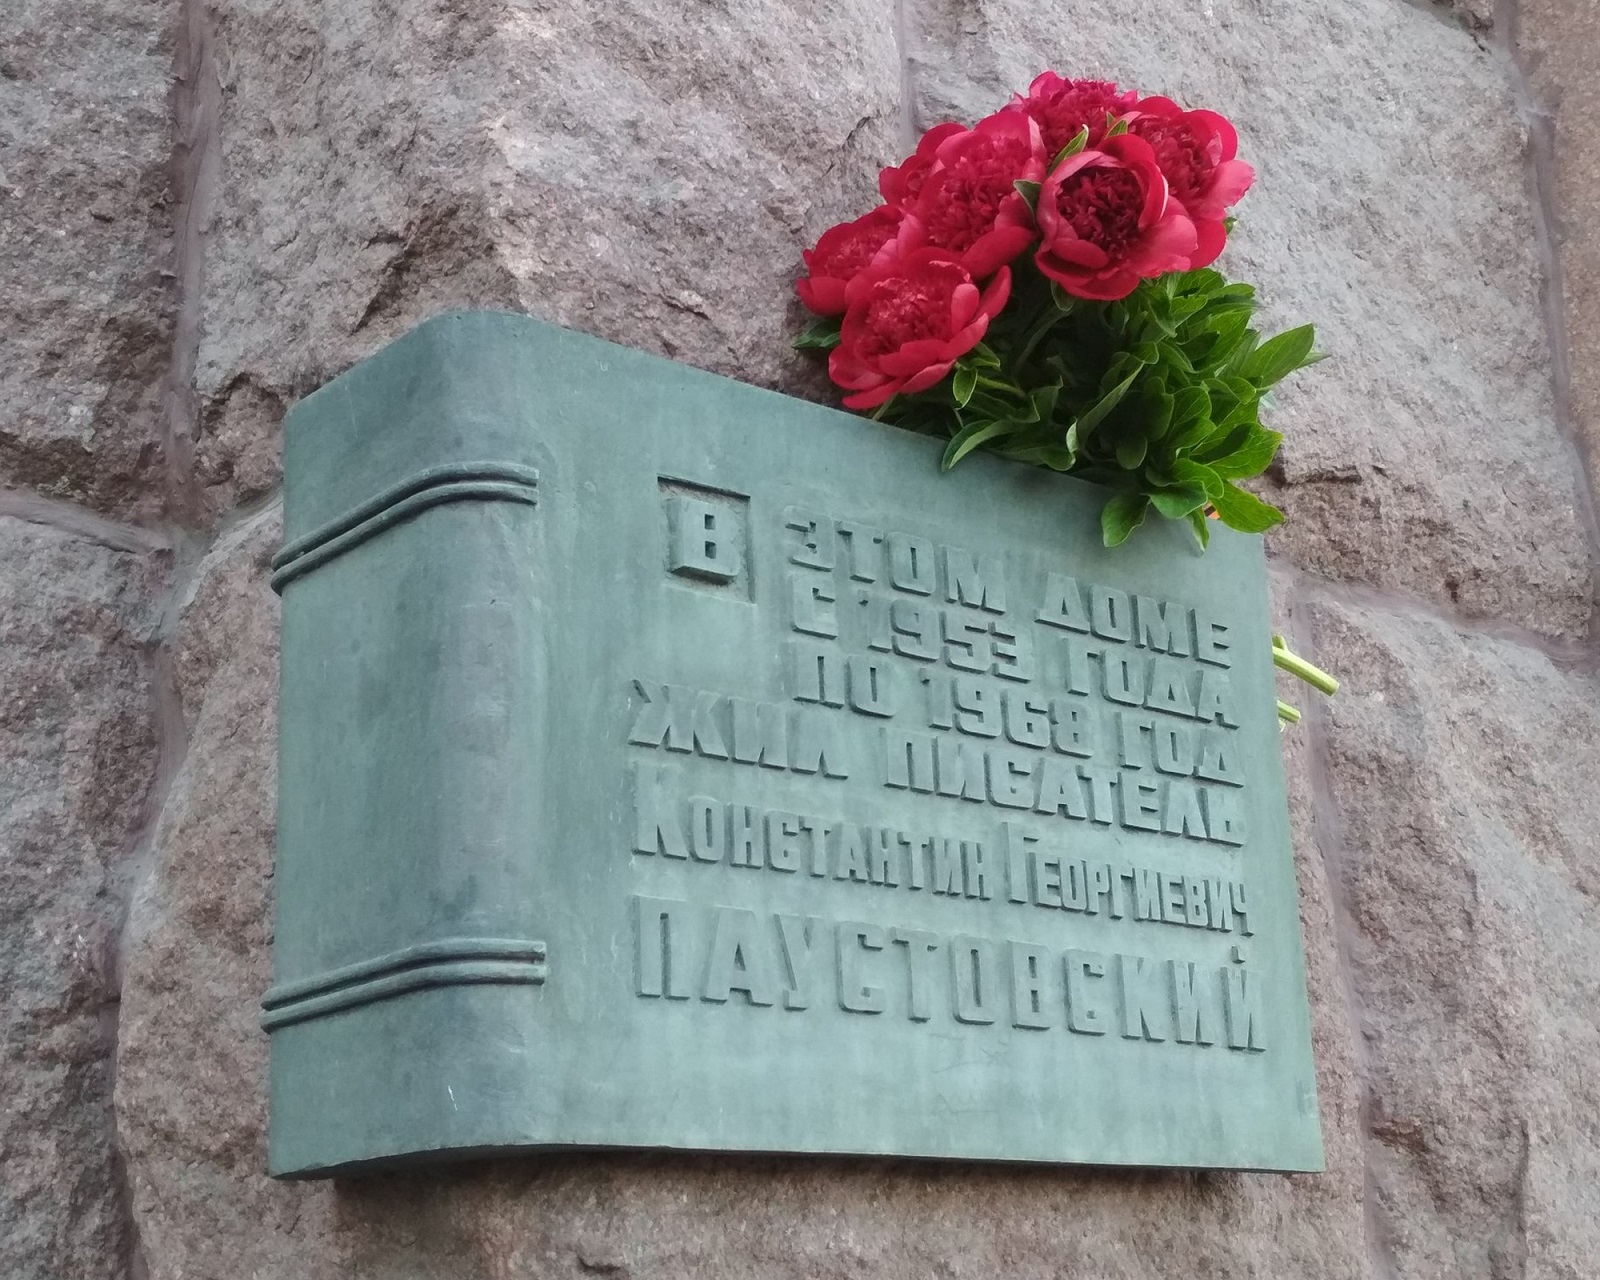 В ЭТОМ ДОМЕ
С 1953 ГОДА
ПО 1968 ГОД
ЖИЛ ПИСАТЕЛЬ
КОНСТАНТИН ГЕОРГИЕВИЧ
ПАУСТОВСКИЙ